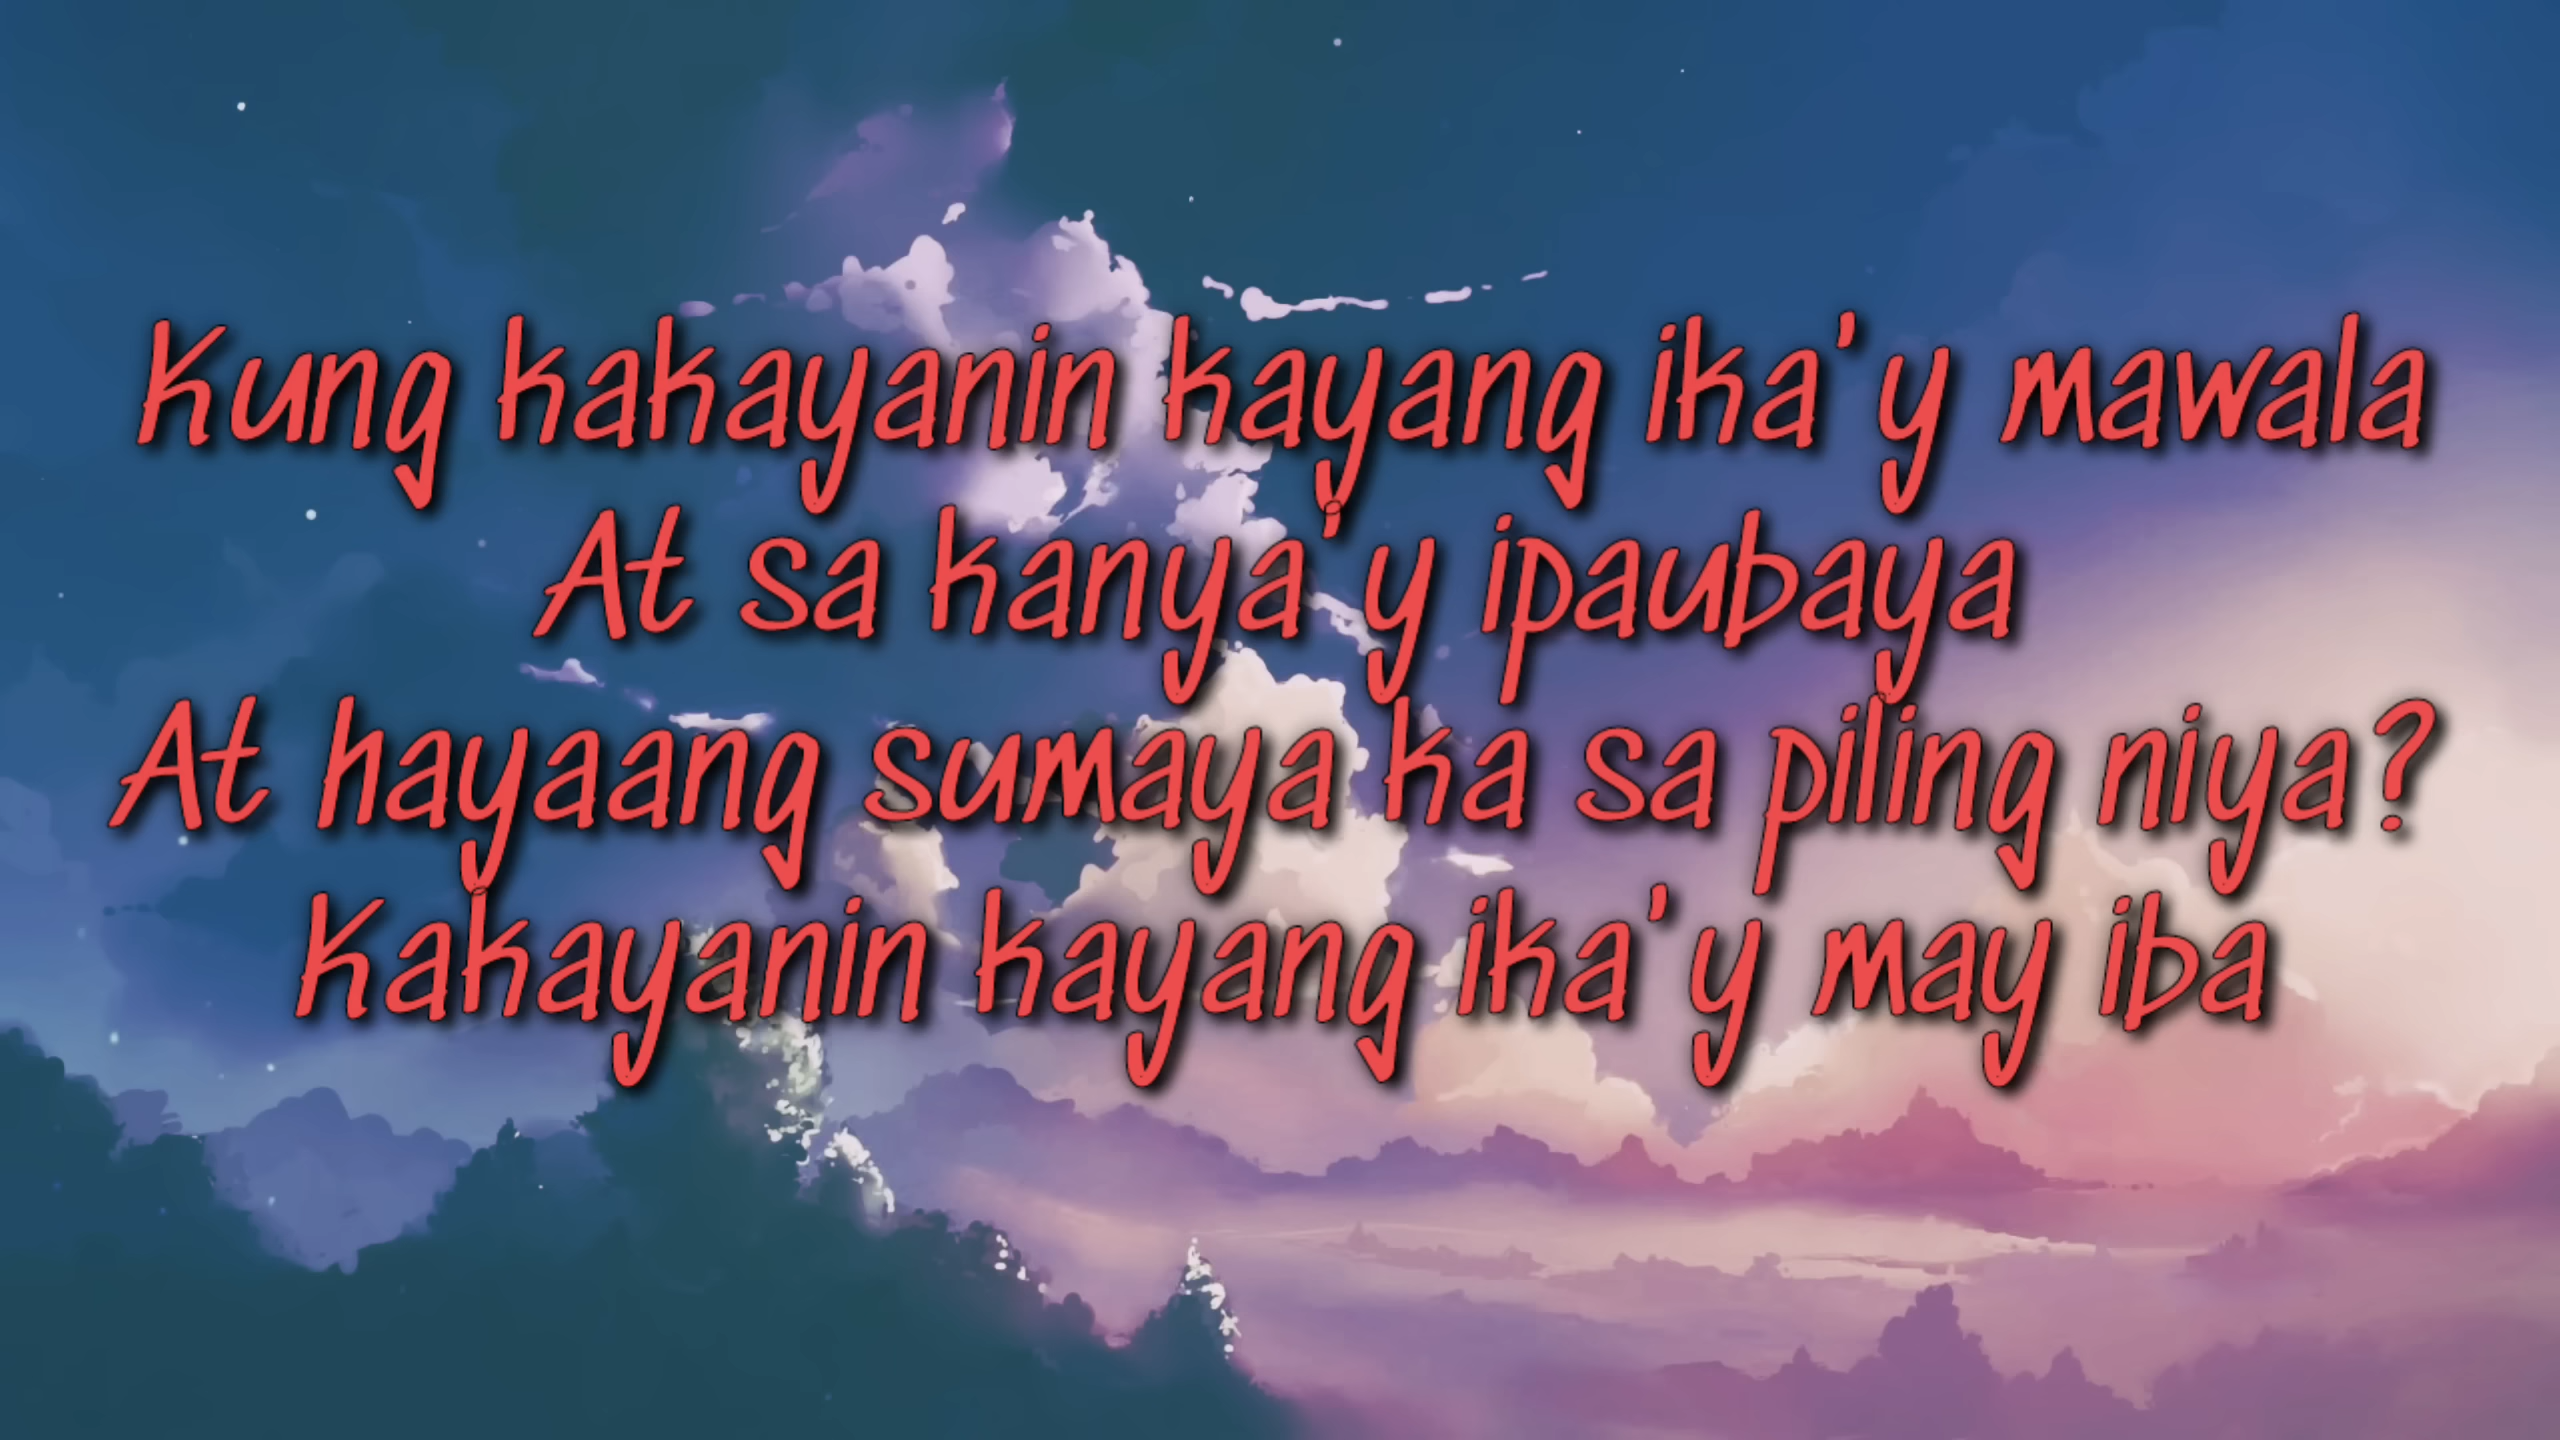 Kung kakayanin kayang ika'y mawala
At sa kanya'y ipaubaya
At hayaang sumaya ka sa piling niya?
Kakayanin kayang ika'y may iba